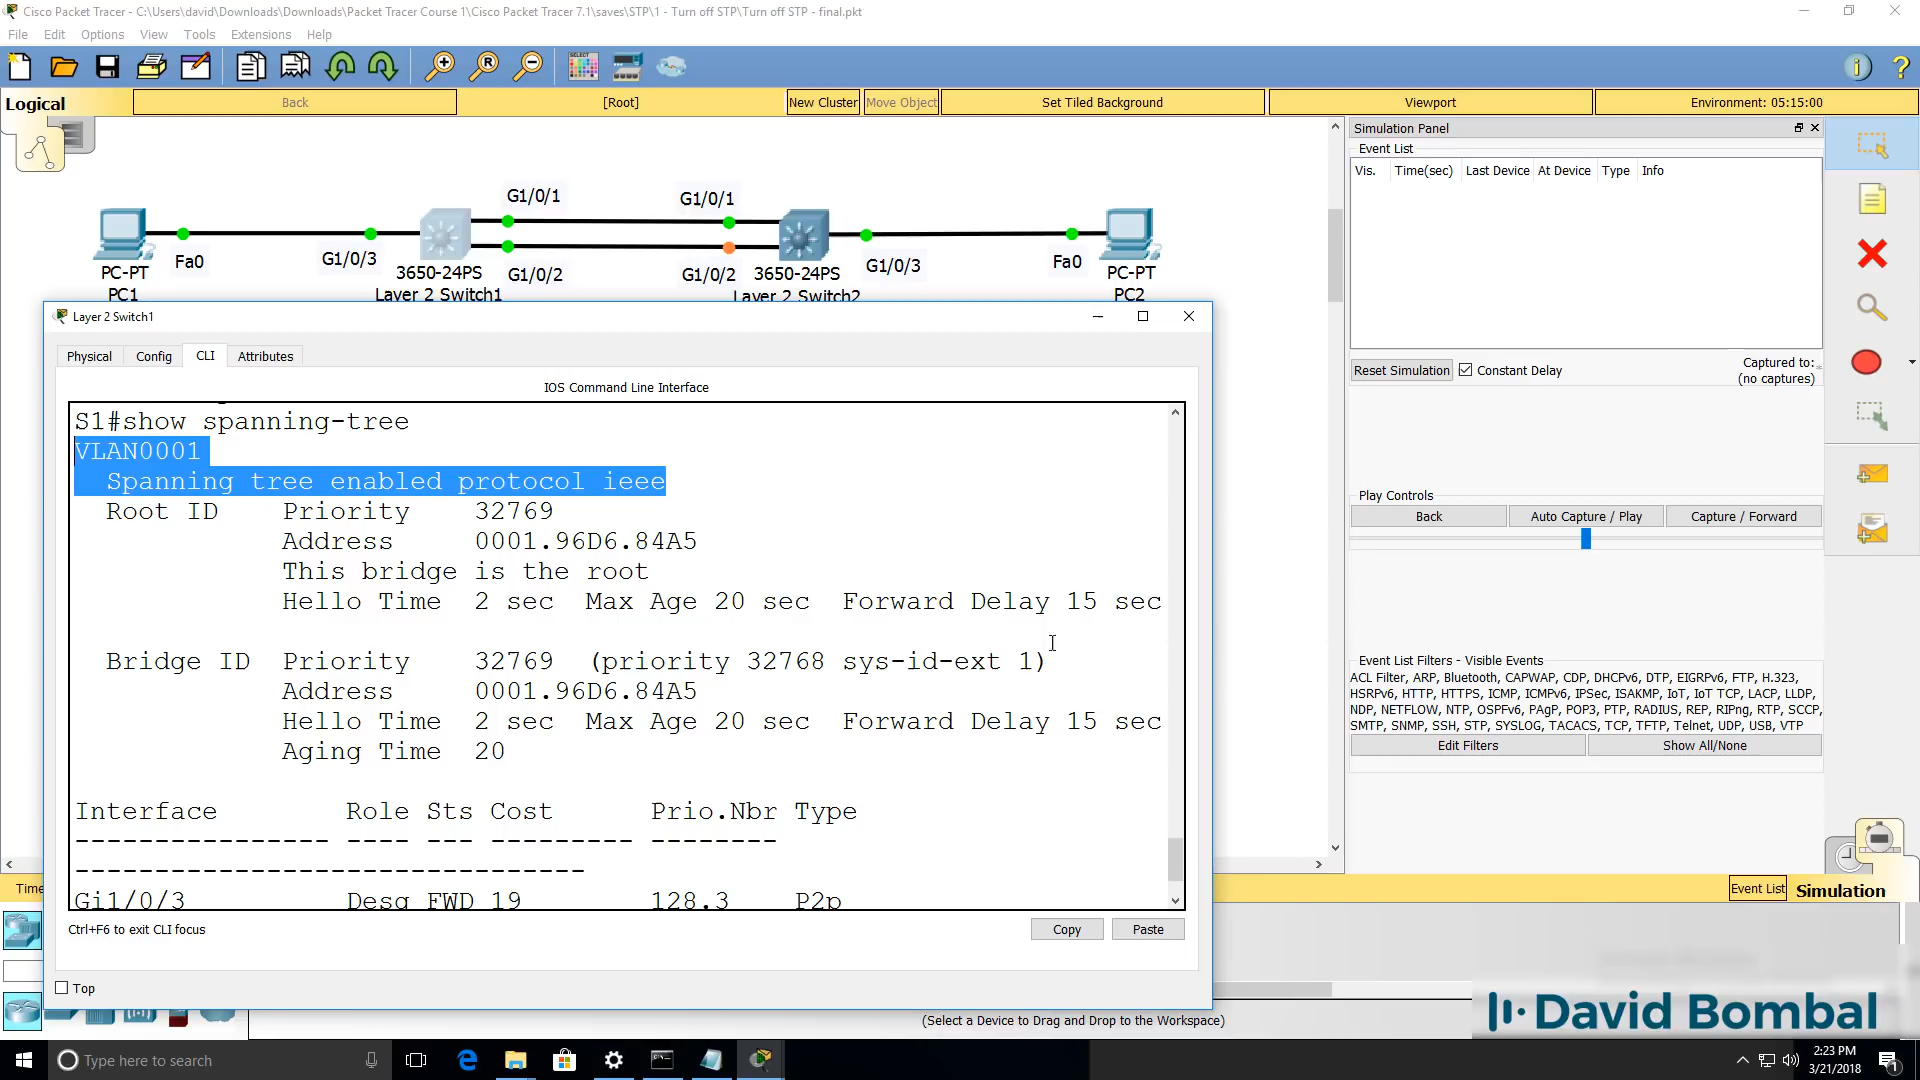 Cisco Packet Tracer - C:\Users\david\Downloads\Downloads\Packet Tracer Course 1\Cisco Packet Tracer 7.1\saves\STP\1 - Turn off STP\Turn off STP - final.pkt
File Edit Options View Tools Extensions Help
Logical Back [Root] New Cluster Move Object Set Tiled Background Viewport Environment: 05:15:00
Simulation Panel
Event List
Vis. Time(sec) Last Device At Device Type Info
G1/0/1 G1/0/1
Fa0 G1/0/3 G1/0/2 G1/0/2 G1/0/3 Fa0
PC-PT 3650-24PS 3650-24PS PC-PT
PC1 Layer 2 Switch1 Layer 2 Switch2 PC2
Reset Simulation Constant Delay Captured to:
(no captures)
Play Controls
Back Auto Capture / Play Capture / Forward
Event List Filters - Visible Events
ACL Filter, ARP, Bluetooth, CAPWAP, CDP, DHCPv6, DTP, EIGRPv6, FTP, H.323,
HSRPv6, HTTP, HTTPS, ICMP, ICMPv6, IPSec, ISAKMP, IoT, IoT TCP, LACP, LLDP,
NDP, NETFLOW, NTP, OSPFv6, PAgP, POP3, PTP, RADIUS, REP, RIPng, RTP, SCCP,
SMTP, SNMP, SSH, STP, SYSLOG, TACACS, TCP, TFTP, Telnet, UDP, USB, VTP
Edit Filters Show All/None
Layer 2 Switch1
Physical Config CLI Attributes
IOS Command Line Interface
S1#show spanning-tree
VLAN0001
  Spanning tree enabled protocol ieee
  Root ID    Priority    32769
             Address     0001.96D6.84A5
             This bridge is the root
             Hello Time  2 sec  Max Age 20 sec  Forward Delay 15 sec
  Bridge ID  Priority    32769  (priority 32768 sys-id-ext 1)
             Address     0001.96D6.84A5
             Hello Time  2 sec  Max Age 20 sec  Forward Delay 15 sec
             Aging Time  20
Interface        Role Sts Cost      Prio.Nbr Type
---------------- ---- --- --------- --------
--------------------------------
Gi1/0/3          Desg FWD 19        128.3    P2p
Ctrl+F6 to exit CLI focus Copy Paste
Top
Time Event List Simulation
(Select a Device to Drag and Drop to the Workspace)
David Bombal
Type here to search
2:23 PM
3/21/2018
1